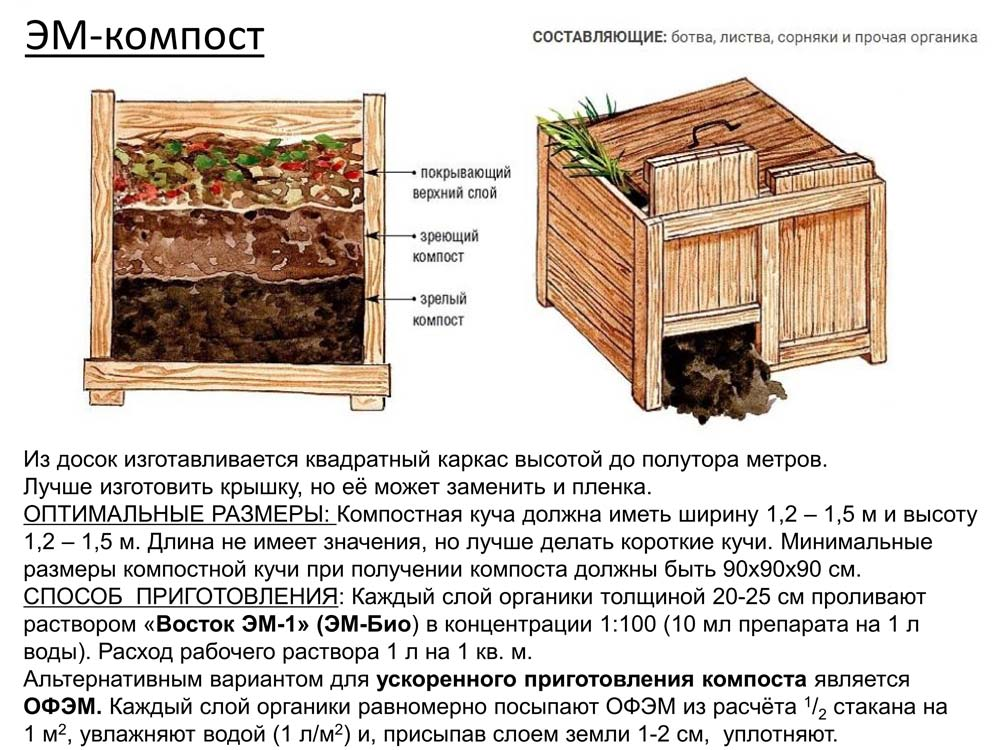 ЭМ-компост
СОСТАВЛЯЮЩИЕ: ботва, листва, сорняки и прочая органика
покрывающий
верхний слой
зреющий
компост
зрелый
компост
Из досок изготавливается квадратный каркас высотой до полутора метров.
Лучше изготовить крышку, но её может заменить и пленка.
ОПТИМАЛЬНЫЕ РАЗМЕРЫ: Компостная куча должна иметь ширину 1,2 – 1,5 м и высоту
1,2 – 1,5 м. Длина не имеет значения, но лучше делать короткие кучи. Минимальные
размеры компостной кучи при получении компоста должны быть 90х90х90 см.
СПОСОБ ПРИГОТОВЛЕНИЯ: Каждый слой органики толщиной 20-25 см проливают
раствором «Восток ЭМ-1» (ЭМ-Био) в концентрации 1:100 (10 мл препарата на 1 л
воды). Расход рабочего раствора 1 л на 1 кв. м.
Альтернативным вариантом для ускоренного приготовления компоста является
ОФЭМ. Каждый слой органики равномерно посыпают ОФЭМ из расчёта 1/2 стакана на
1 м², увлажняют водой (1 л/м²) и, присыпав слоем земли 1-2 см, уплотняют.